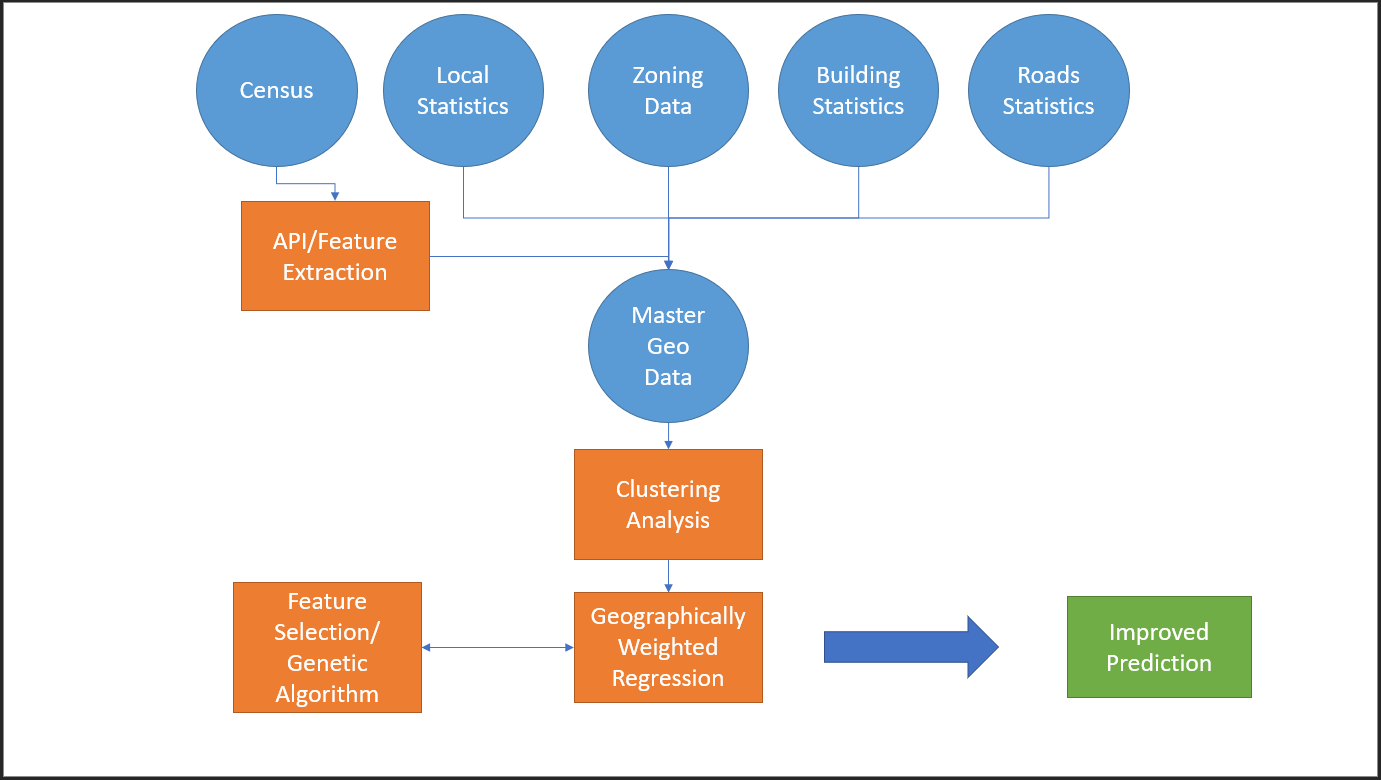 Census
Local
Statistics
Zoning
Data
Building
Statistics
Roads
Statistics
API/Feature
Extraction
Master
Geo
Data
Clustering
Analysis
Feature
Selection/
Genetic
Algorithm
Geographically
Weighted
Regression
Improved
Prediction